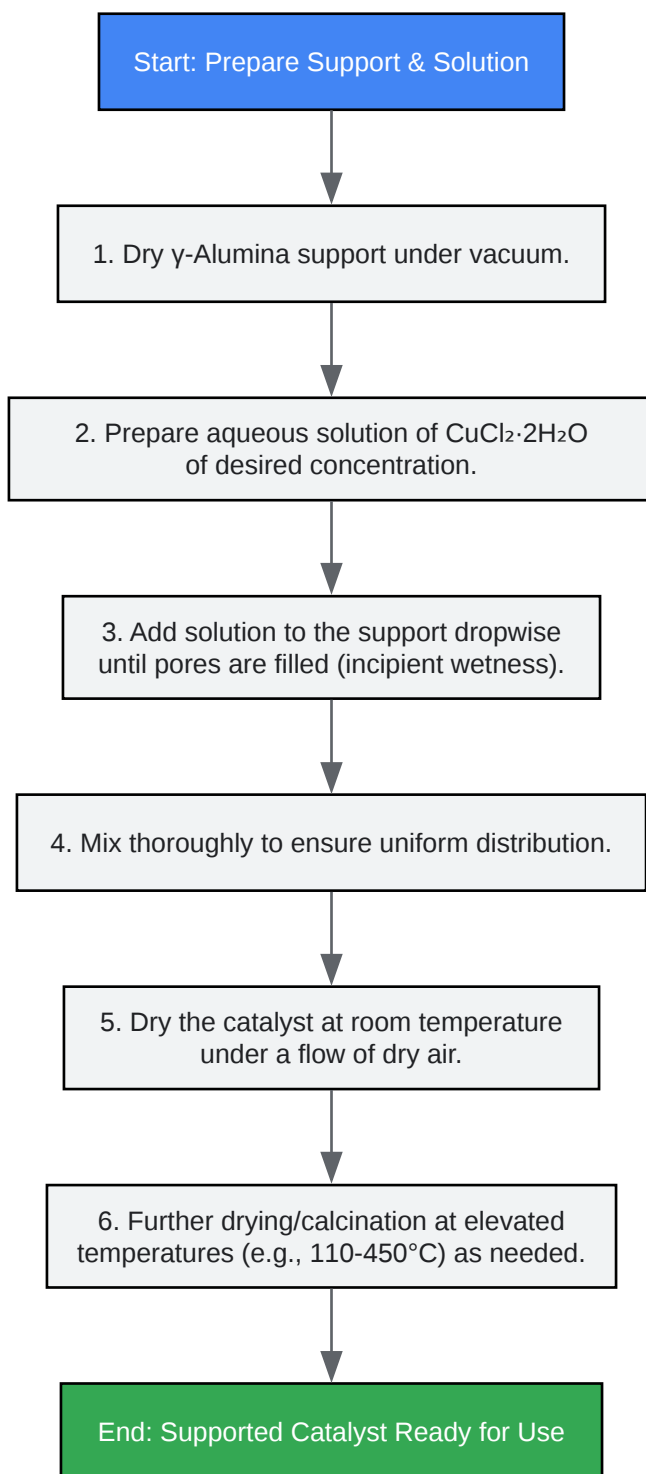 Start: Prepare Support & Solution
1. Dry γ-Alumina support under vacuum.
2. Prepare aqueous solution of CuCl₂·2H₂O
of desired concentration.
3. Add solution to the support dropwise
until pores are filled (incipient wetness).
4. Mix thoroughly to ensure uniform distribution.
5. Dry the catalyst at room temperature
under a flow of dry air.
6. Further drying/calcination at elevated
temperatures (e.g., 110-450°C) as needed.
End: Supported Catalyst Ready for Use